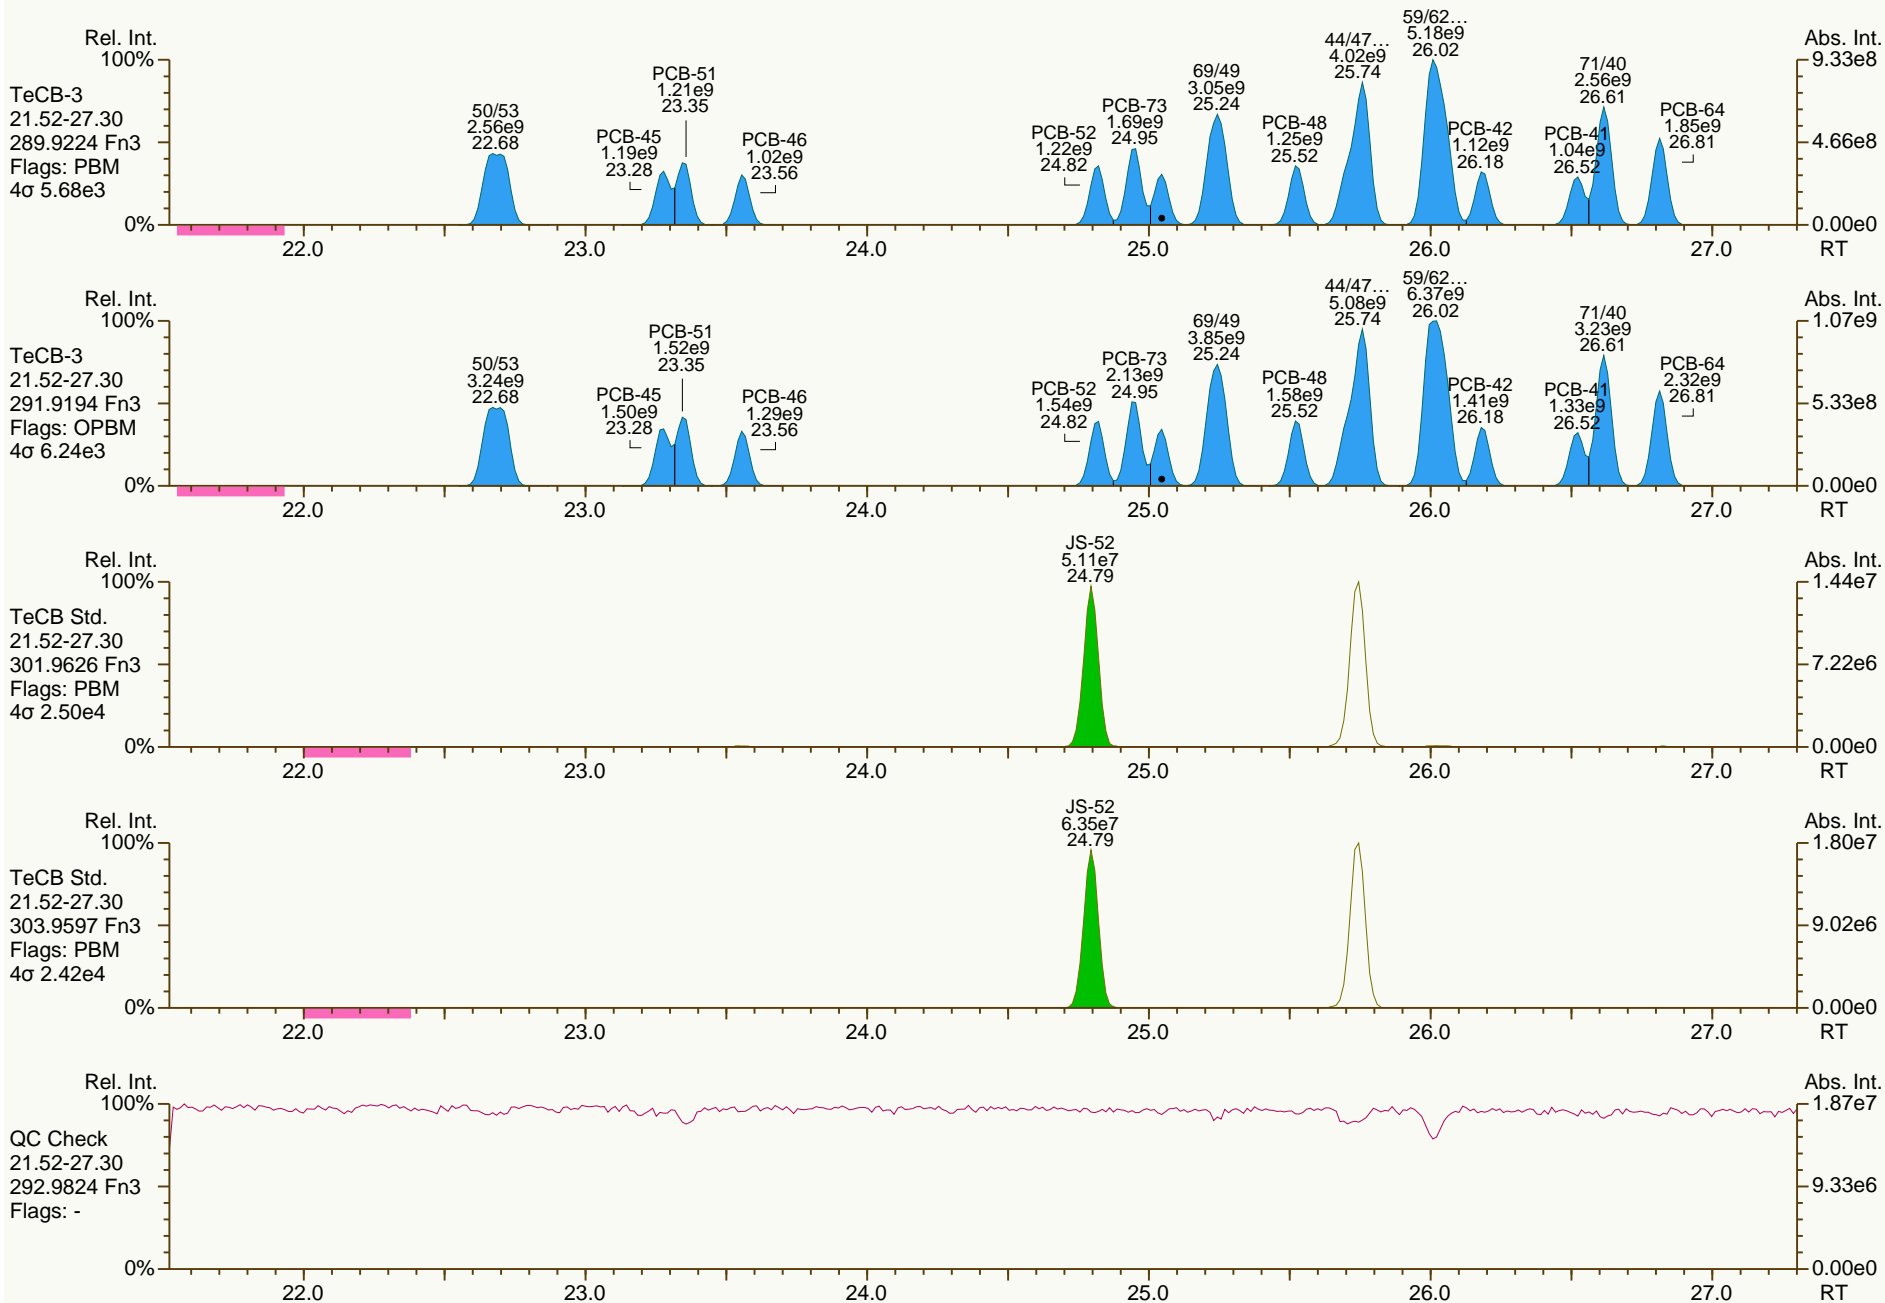 Rel. Int.
Abs. Int.
100%
0%
9.33e8
4.66e8
0.00e0
TeCB-3
21.52-27.30
289.9224 Fn3
Flags: PBM
4σ 5.68e3
50/53
2.56e9
22.68
PCB-45
1.19e9
23.28
PCB-51
1.21e9
23.35
PCB-46
1.02e9
23.56
PCB-52
1.22e9
24.82
PCB-73
1.69e9
24.95
69/49
3.05e9
25.24
PCB-48
1.25e9
25.52
44/47...
4.02e9
25.74
59/62...
5.18e9
26.02
PCB-42
1.12e9
26.18
PCB-41
1.04e9
26.52
71/40
2.56e9
26.61
PCB-64
1.85e9
26.81
22.0 23.0 24.0 25.0 26.0 27.0 RT
Rel. Int.
Abs. Int.
100%
0%
1.07e9
5.33e8
0.00e0
TeCB-3
21.52-27.30
291.9194 Fn3
Flags: OPBM
4σ 6.24e3
50/53
3.24e9
22.68
PCB-45
1.50e9
23.28
PCB-51
1.52e9
23.35
PCB-46
1.29e9
23.56
PCB-52
1.54e9
24.82
PCB-73
2.13e9
24.95
69/49
3.85e9
25.24
PCB-48
1.58e9
25.52
44/47...
5.08e9
25.74
59/62...
6.37e9
26.02
PCB-42
1.41e9
26.18
PCB-41
1.33e9
26.52
71/40
3.23e9
26.61
PCB-64
2.32e9
26.81
22.0 23.0 24.0 25.0 26.0 27.0 RT
Rel. Int.
Abs. Int.
100%
0%
1.44e7
7.22e6
0.00e0
TeCB Std.
21.52-27.30
301.9626 Fn3
Flags: PBM
4σ 2.50e4
JS-52
5.11e7
24.79
22.0 23.0 24.0 25.0 26.0 27.0 RT
Rel. Int.
Abs. Int.
100%
0%
1.80e7
9.02e6
0.00e0
TeCB Std.
21.52-27.30
303.9597 Fn3
Flags: PBM
4σ 2.42e4
JS-52
6.35e7
24.79
22.0 23.0 24.0 25.0 26.0 27.0 RT
Rel. Int.
Abs. Int.
100%
0%
1.87e7
9.33e6
0.00e0
QC Check
21.52-27.30
292.9824 Fn3
Flags: -
22.0 23.0 24.0 25.0 26.0 27.0 RT